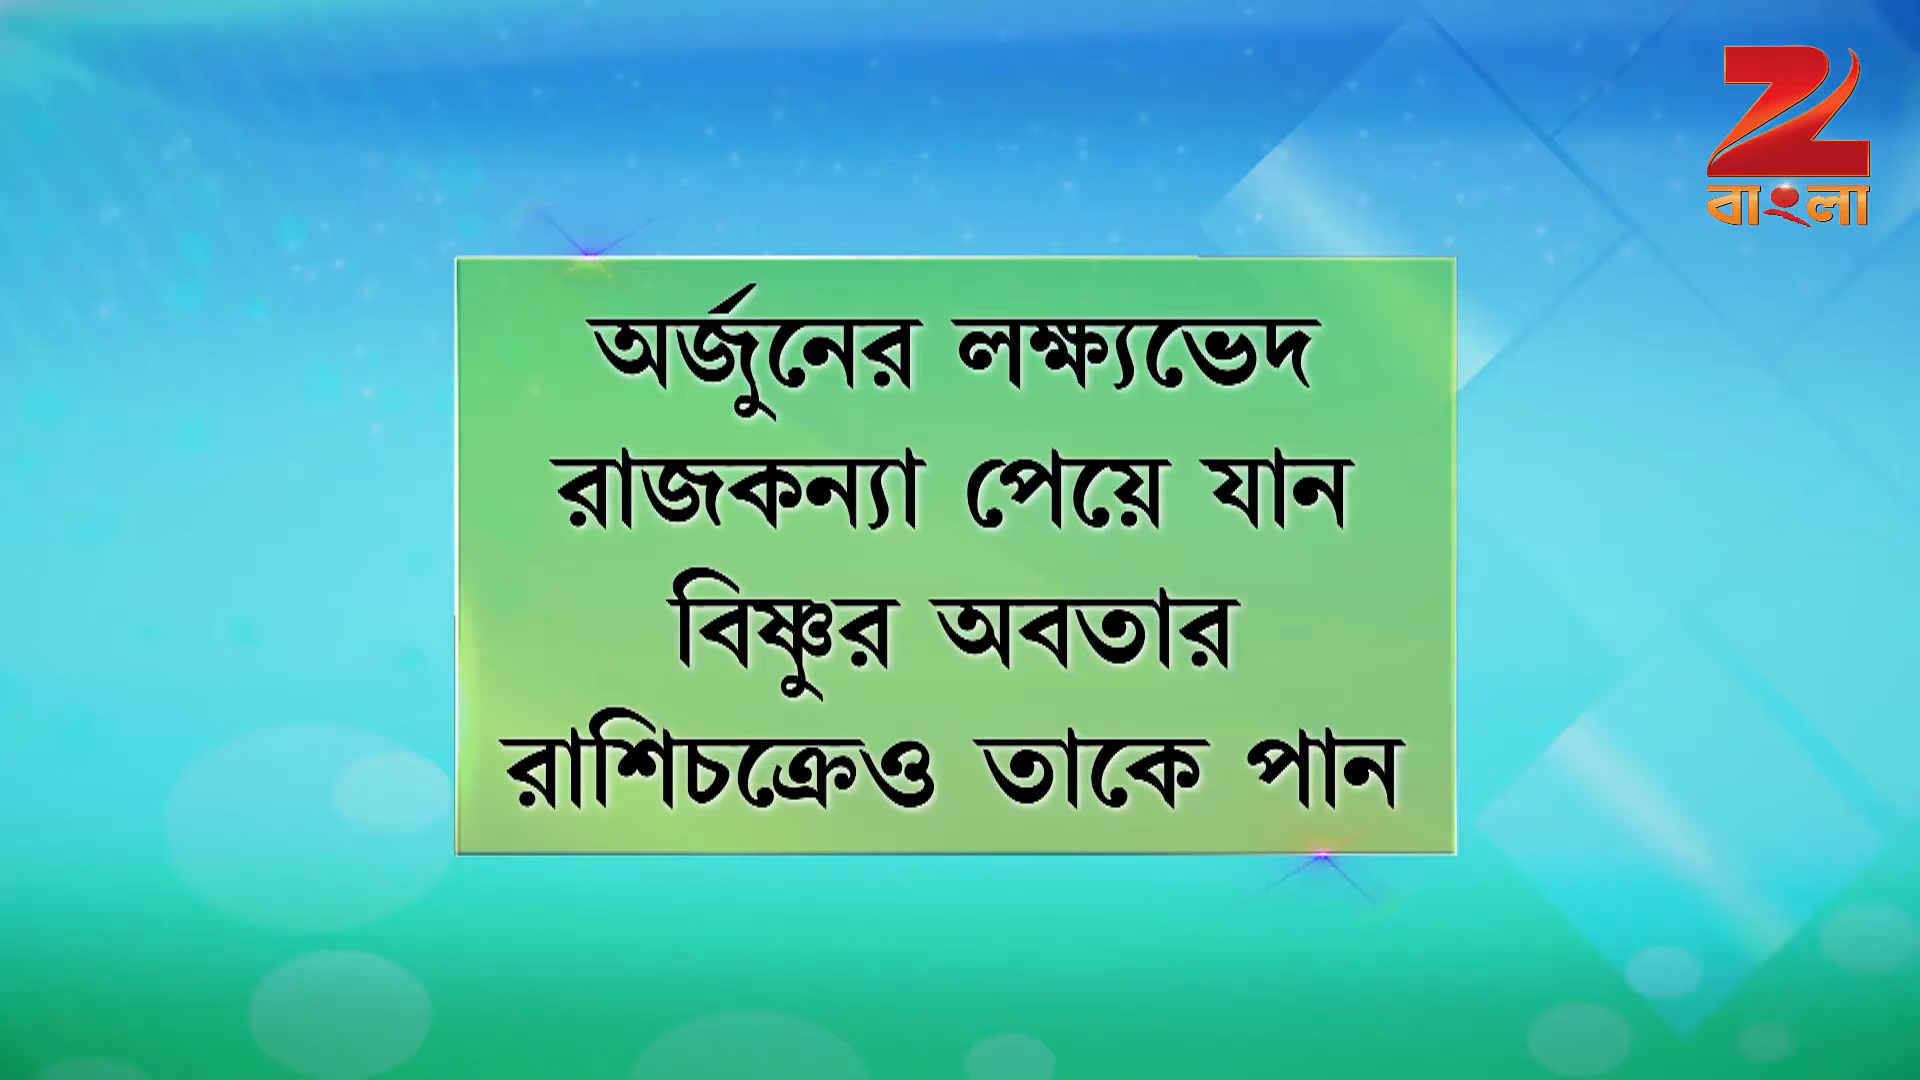 বাংলা
অর্জুনের লক্ষ্যভেদ
রাজকন্যা পেয়ে যান
বিষ্ণুর অবতার
রাশিচক্রেও তাকে পান